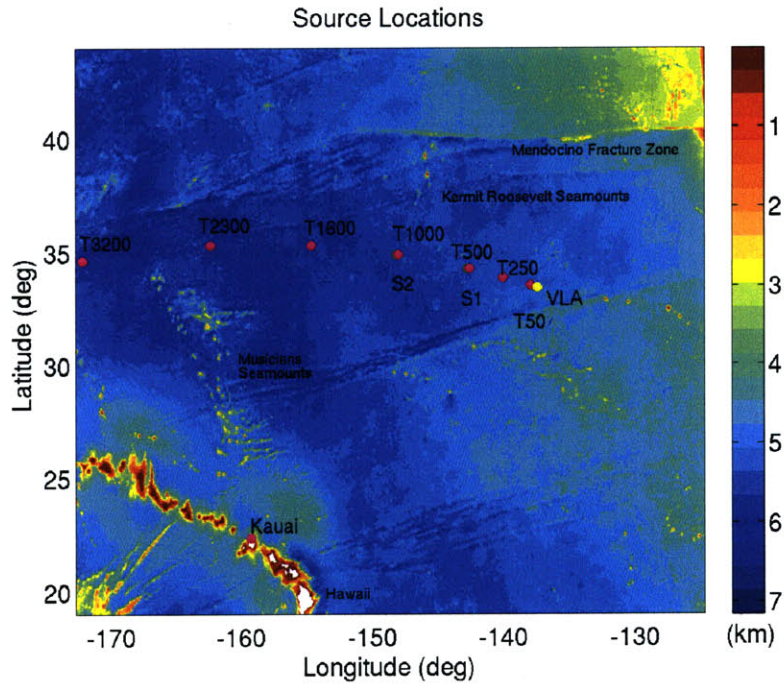 Source Locations
Mendocino Fracture Zone
Kermit Roosevelt Seamounts
T3200
T2300
T1600
T1000
T500
T250
S2
S1
VLA
T50
Musicians
Seamounts
Kauai
Hawaii
40
35
30
25
20
Latitude (deg)
-170
-160
-150
-140
-130
Longitude (deg)
1
2
3
4
5
6
7
(km)